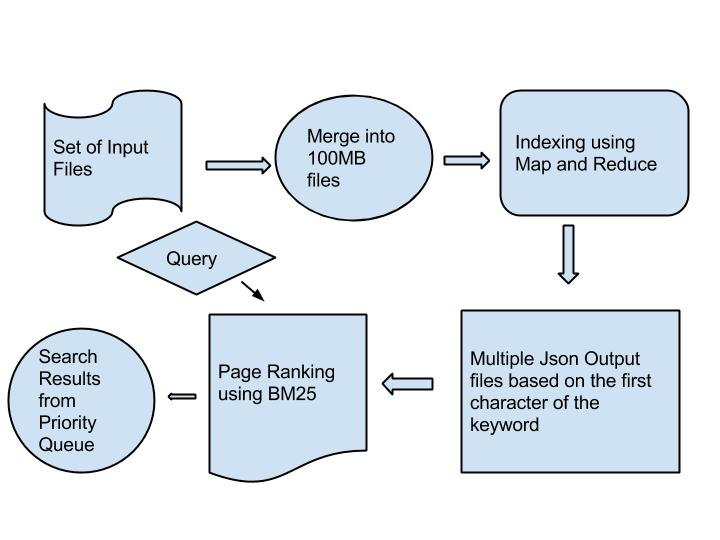 Set of Input
Files
Merge into
100MB
files
Indexing using
Map and Reduce
Query
Search
Results
from
Priority
Queue
Page Ranking
using BM25
Multiple Json Output
files based on the first
character of the
keyword